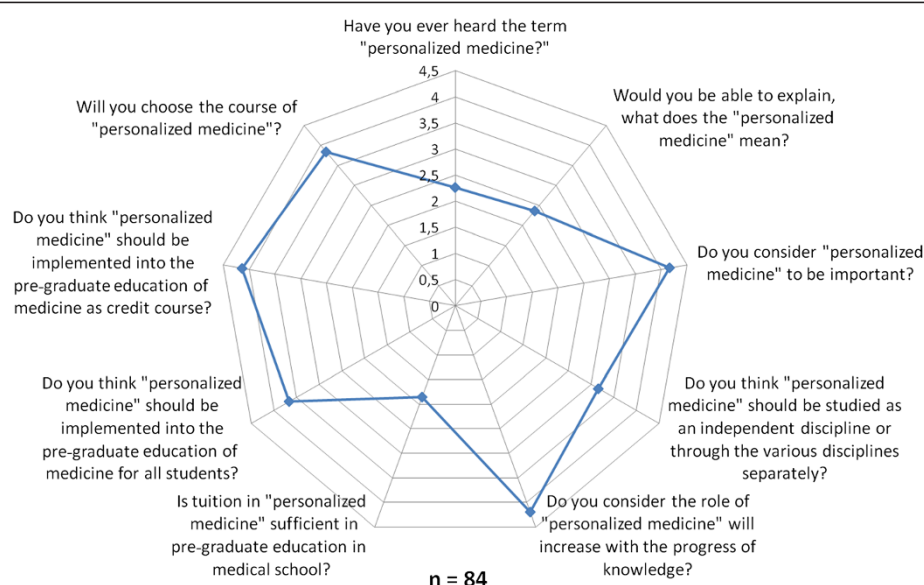 Have you ever heard the term
"personalized medicine?"
4,5
4
3,5
3
2,5
2
1,5
1
0,5
0
Would you be able to explain,
what does the "personalized
medicine" mean?
Do you consider "personalized
medicine" to be important?
Do you think "personalized
medicine" should be studied as
an independent discipline or
through the various disciplines
separately?
Do you consider the role of
"personalized medicine" will
increase with the progress of
knowledge?
Is tuition in "personalized
medicine" sufficient in
pre-graduate education in
medical school?
Do you think "personalized
medicine" should be
implemented into the
pre-graduate education of
medicine for all students?
Do you think "personalized
medicine" should be
implemented into the
pre-graduate education of
medicine as credit course?
Will you choose the course of
"personalized medicine"?
n = 84